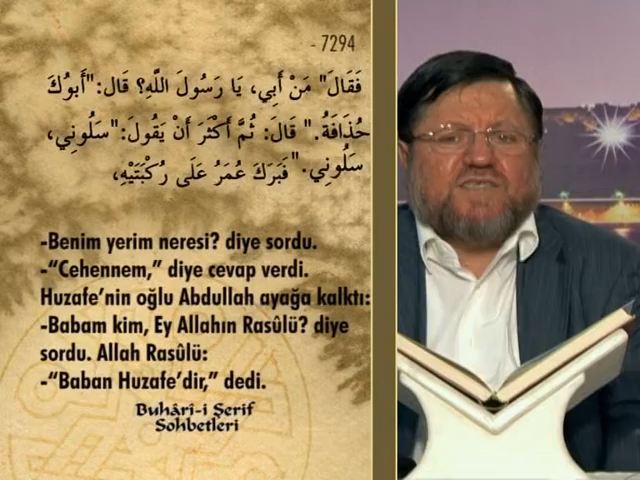 - 7294
فَقَالَ" مَنْ أَبِي، يَا رَسُولَ اللَّهِ؟ قَالَ:"أَبُوكَ
حُذَافَةُ." قَالَ: ثُمَّ أَكْثَرَ أَنْ يَقُولَ:"سَلُونِي،
سَلُونِي."فَبَرَكَ عُمَرُ عَلَى رُكْبَتَيْهِ،
-Benim yerim neresi? diye sordu.
-“Cehennem,” diye cevap verdi.
Huzafe’nin oğlu Abdullah ayağa kalktı:
-Babam kim, Ey Allahın Rasûlü? diye
sordu. Allah Rasûlü:
-“Baban Huzafe’dir,” dedi.
Buhârî-i Şerif
Sohbetleri